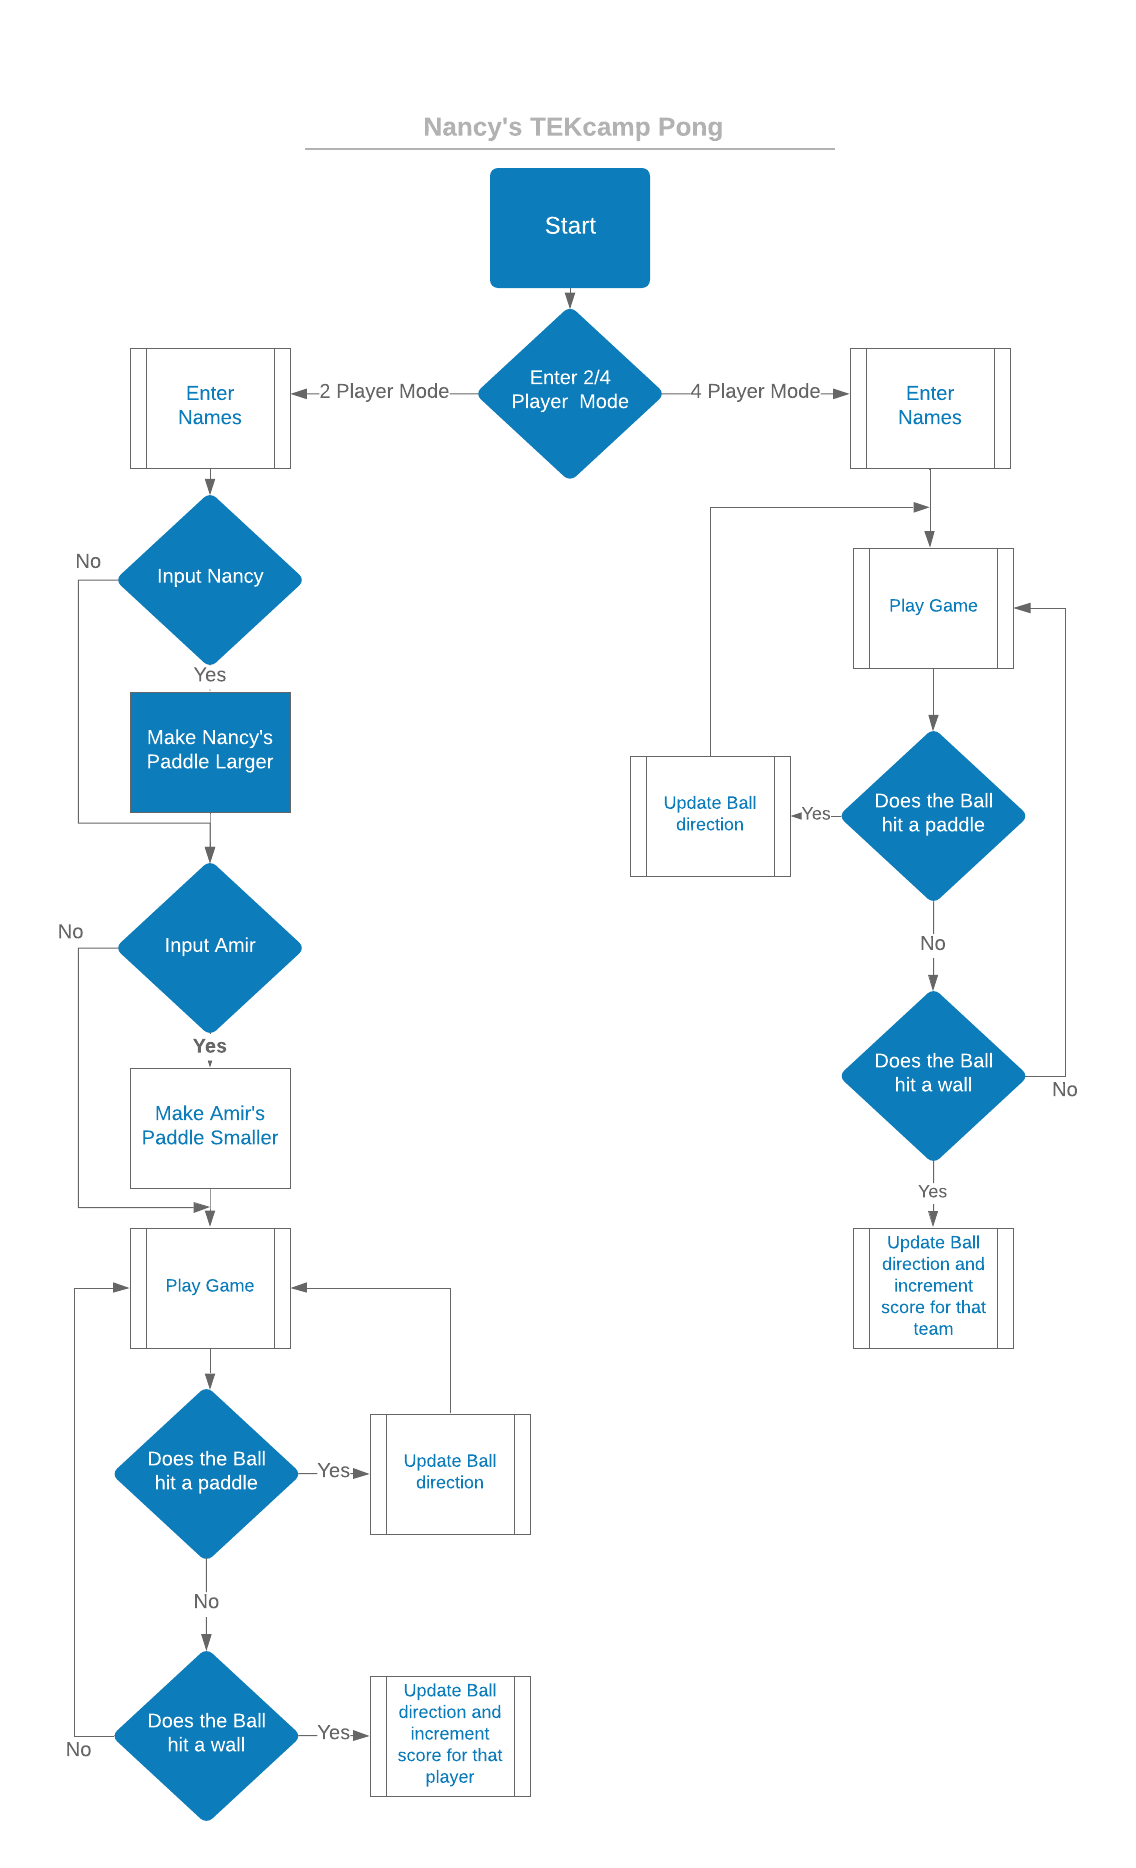 Nancy's TEKcamp Pong
Start
Enter 2/4
Player  Mode
2 Player Mode
4 Player Mode
Enter
Names
Enter
Names
No
Input Nancy
Yes
Make Nancy's
Paddle Larger
No
Input Amir
Yes
Make Amir's
Paddle Smaller
Play Game
Does the Ball
hit a paddle
Yes
Update Ball
direction
No
Does the Ball
hit a wall
No
Yes
Update Ball
direction and
increment
score for that
player
Play Game
Does the Ball
hit a paddle
Yes
Update Ball
direction
No
Does the Ball
hit a wall
No
Yes
Update Ball
direction and
increment
score for that
team